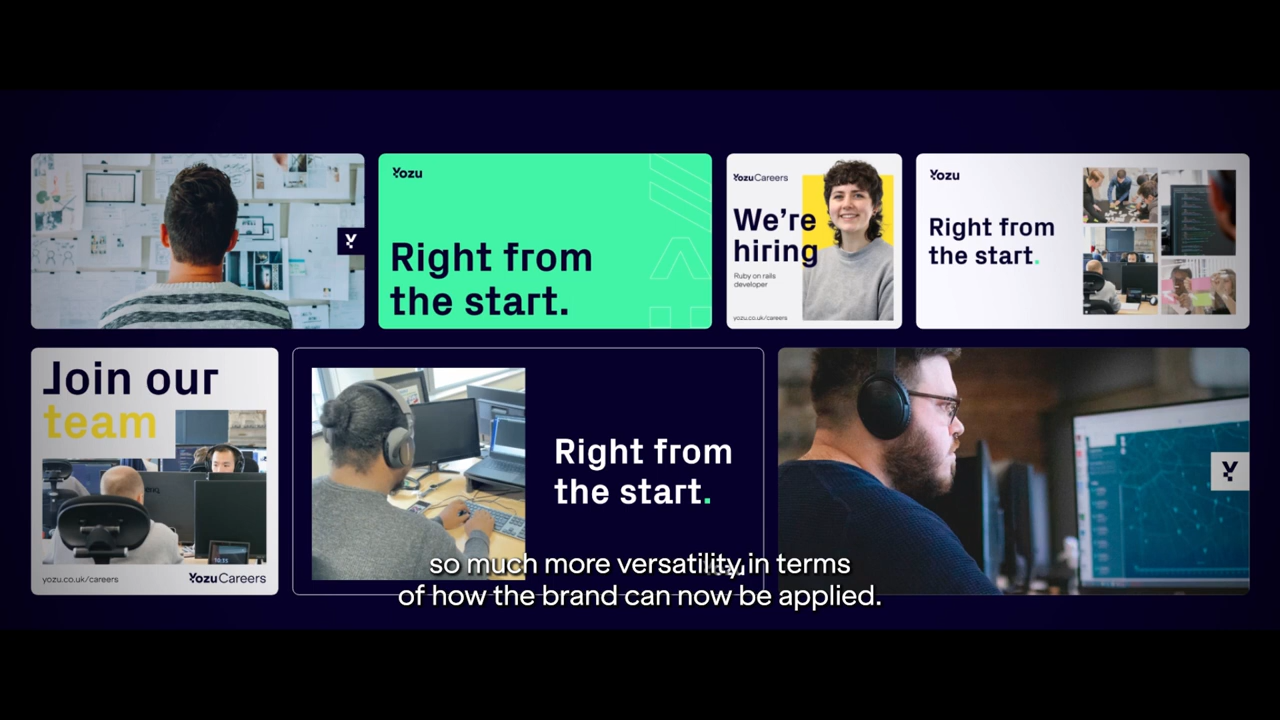 Yozu
Right from
the start.
YozuCareers
We're
hiring
Ruby on rails
developer
yozu.co.uk/careers
Yozu
Right from
the start.
Y
Join our
team
yozu.co.uk/careers
YozuCareers
Right from
the start.
Y
so much more versatility in terms
of how the brand can now be applied.